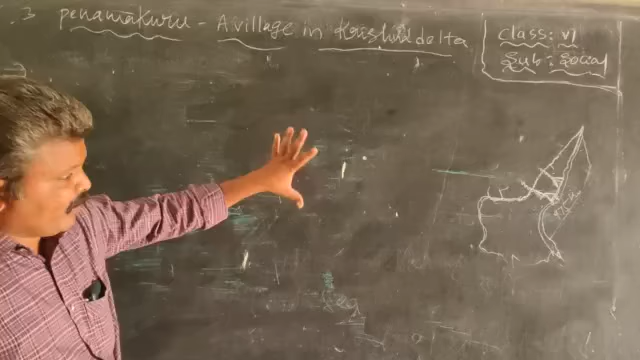 3 penamakuru - A village in Krishna delta
Class: VI
Sub: Social